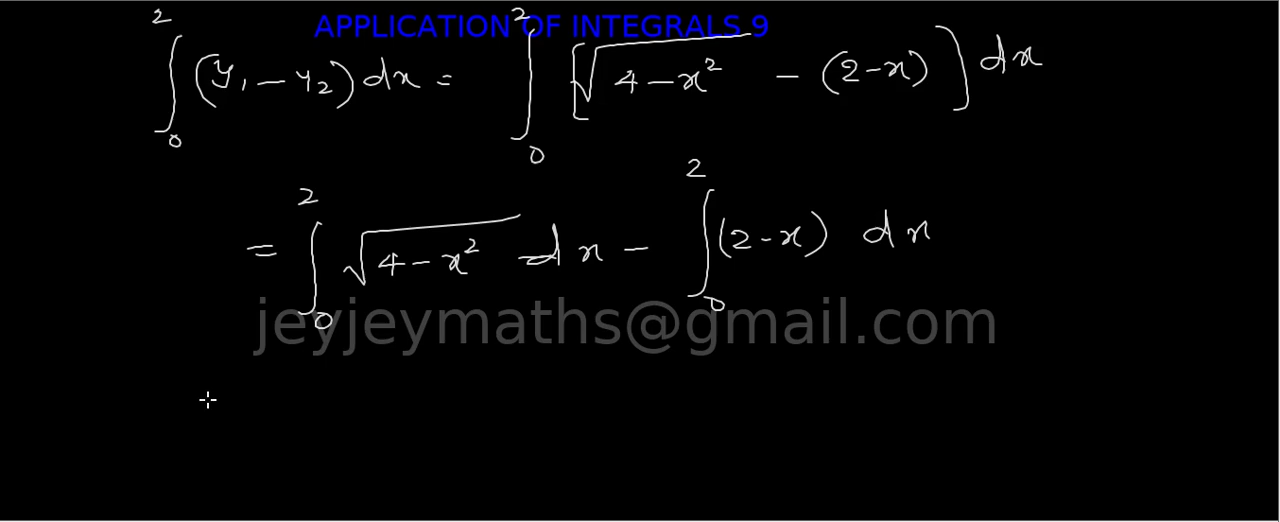 APPLICATION OF INTEGRALS 9
∫₀² (y₁ − y₂) dx = ∫₀² [√(4−x²) − (2−x)] dx
= ∫₀² √(4−x²) dx − ∫₀² (2−x) dx
jeyjeymaths@gmail.com